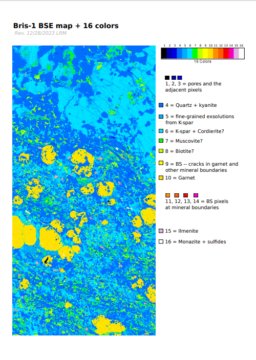 Bris-1 BSE map + 16 colors
16 Colors
1, 2, 3 = pores and the
adjacent pixels
4 = Quartz + kyanite
5 = fine-grained exsolutions
from K-spar
6 = K-spar + Cordierite?
7 = Muscovite?
8 = Biotite?
9 = BS -- cracks in garnet and
other mineral boundaries
10 = Garnet
11, 12, 13, 14 = BS pixels
at mineral boundaries
15 = Ilmenite
16 = Monazite + sulfides